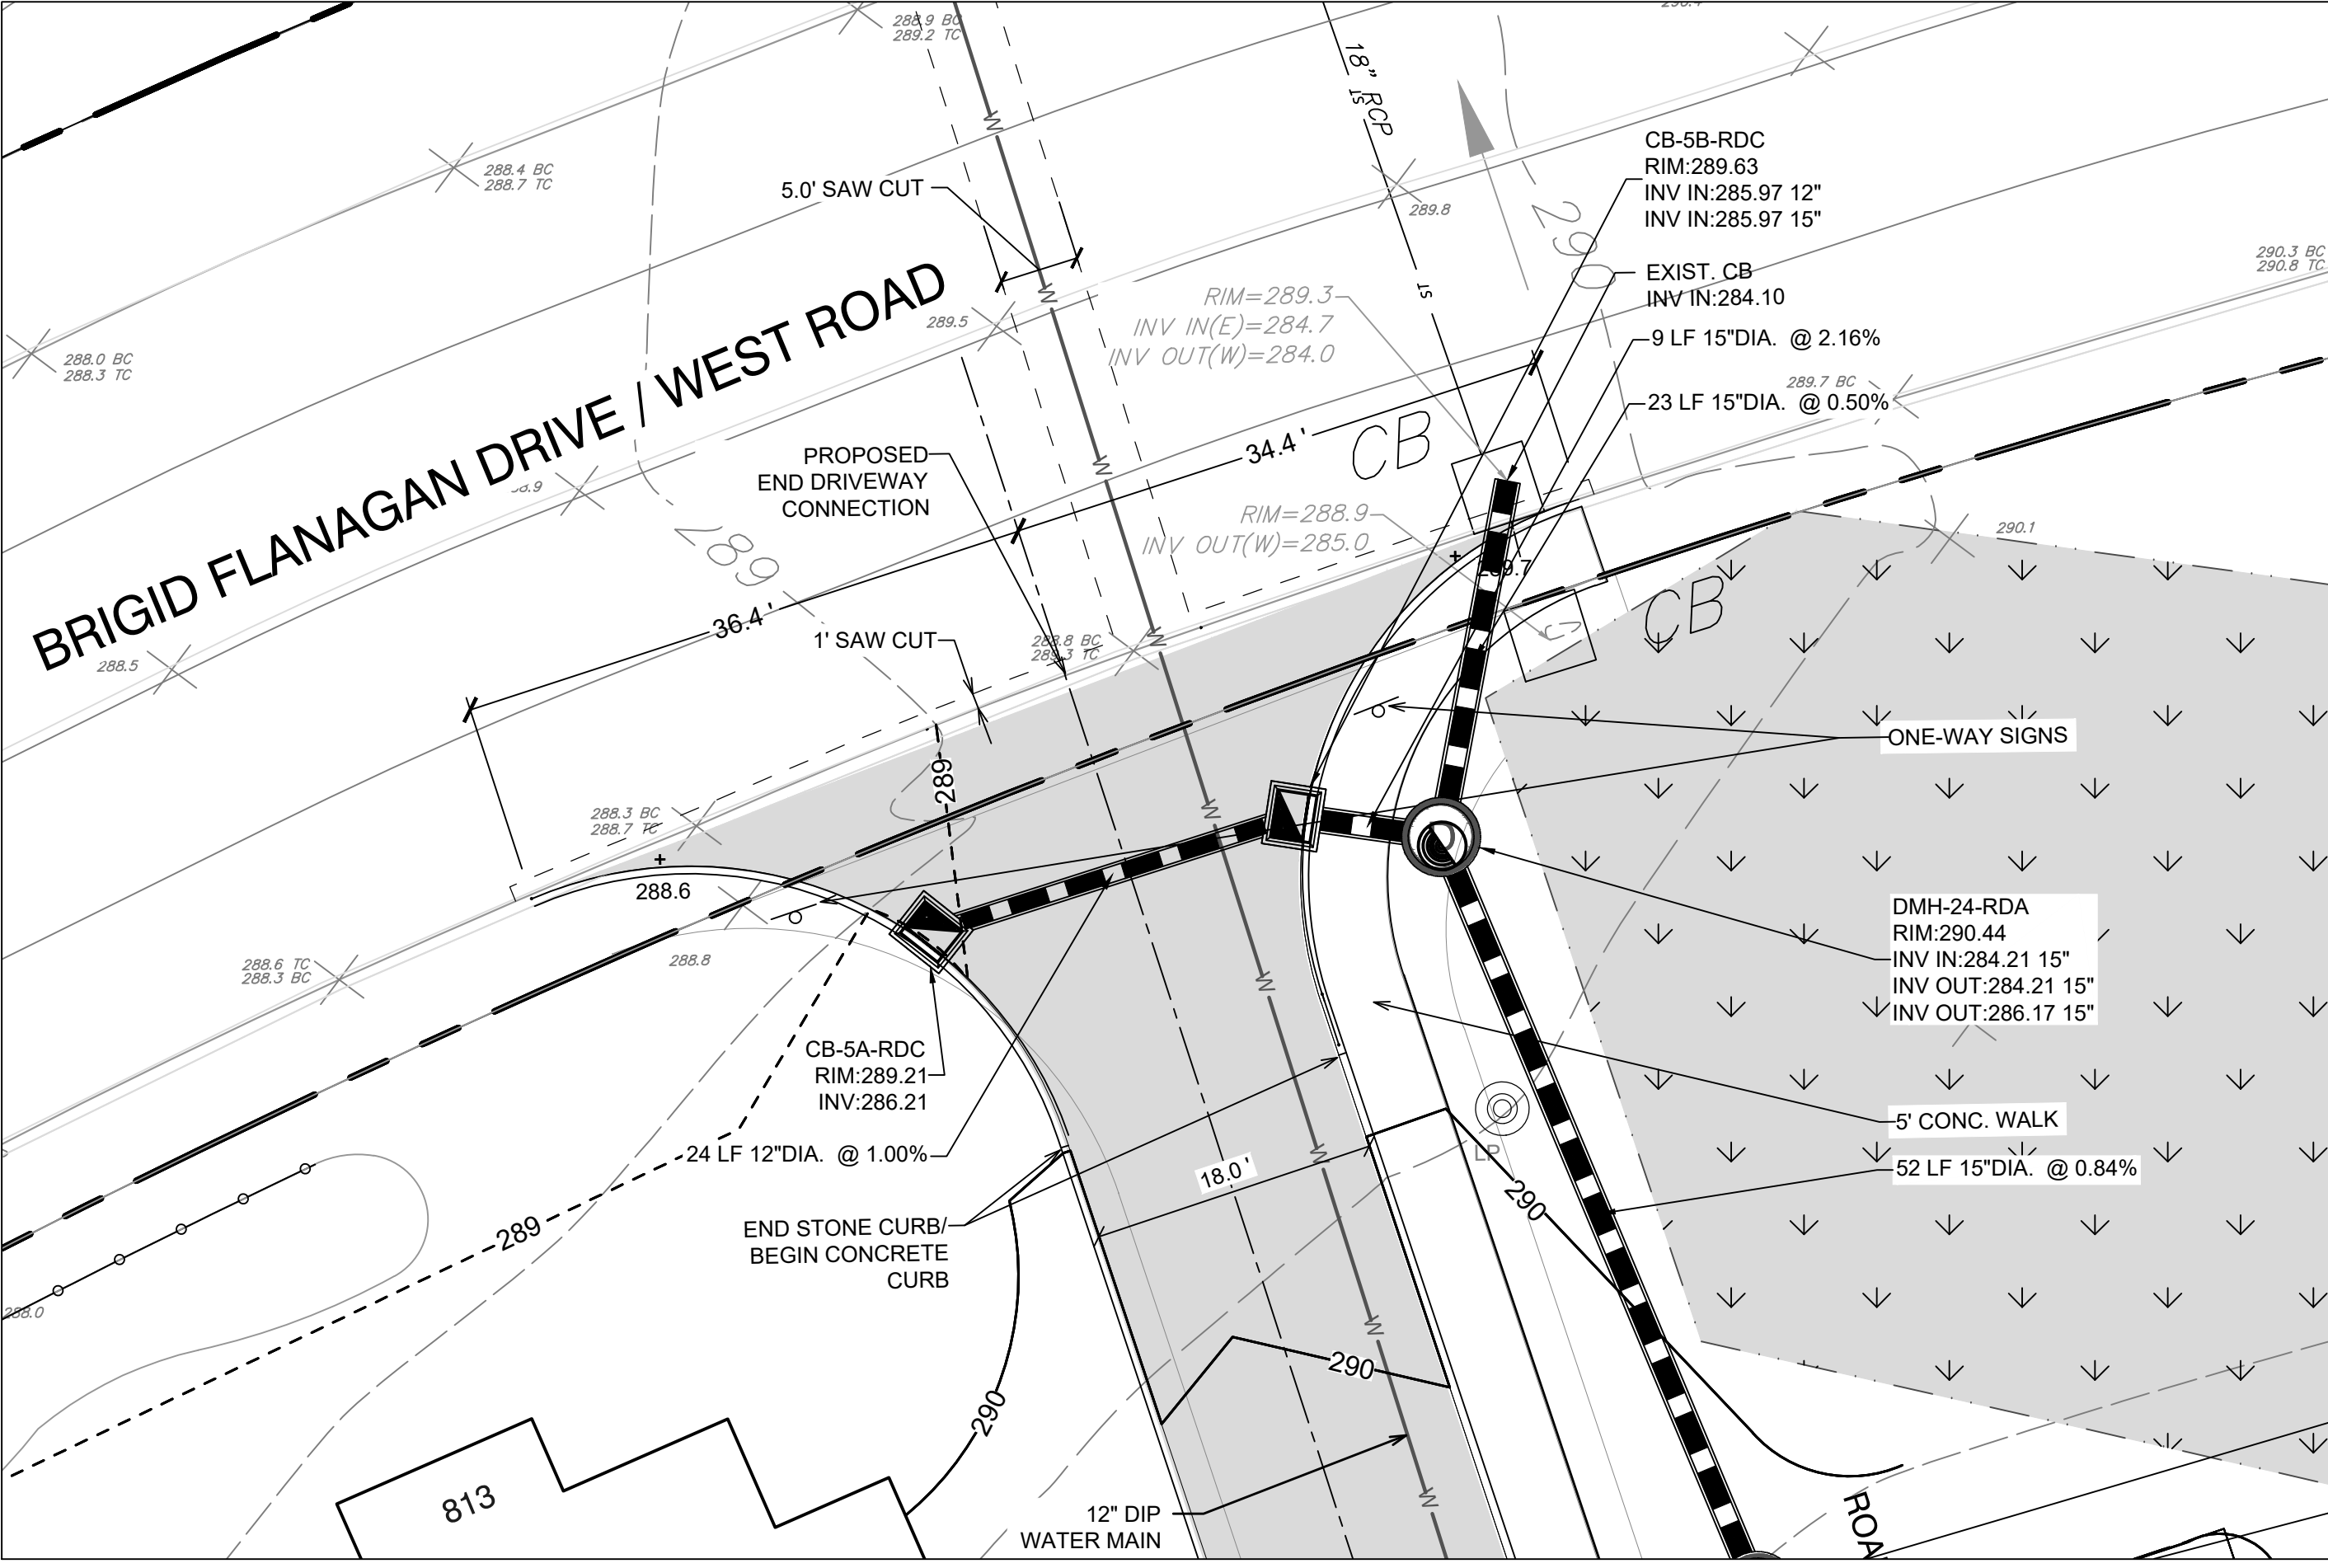 288.9 BC
289.2 TC
18" RCP
ST
288.4 BC
288.7 TC
5.0' SAW CUT
W
289.8
290
CB-5B-RDC
RIM:289.63
INV IN:285.97 12"
INV IN:285.97 15"
EXIST. CB
INV IN:284.10
9 LF 15"DIA. @ 2.16%
23 LF 15"DIA. @ 0.50%
290.3 BC
290.8 TC
289.7 BC
288.0 BC
288.3 TC
BRIGID FLANAGAN DRIVE / WEST ROAD
289.5
W
ST
RIM=289.3
INV IN(E)=284.7
INV OUT(W)=284.0
34.4'
CB
PROPOSED
END DRIVEWAY
CONNECTION
W
RIM=288.9
INV OUT(W)=285.0
290.1
CB
289
36.4'
1' SAW CUT
288.8 BC
289.3 TC
W
288.5
ONE-WAY SIGNS
289
W
288.3 BC
288.7 TC
288.6
288.8
288.6 TC
288.3 BC
D
DMH-24-RDA
RIM:290.44
INV IN:284.21 15"
INV OUT:284.21 15"
INV OUT:286.17 15"
W
CB-5A-RDC
RIM:289.21
INV:286.21
24 LF 12"DIA. @ 1.00%
5' CONC. WALK
52 LF 15"DIA. @ 0.84%
W
LP
18.0'
290
289
END STONE CURB/
BEGIN CONCRETE
CURB
288.0
W
290
290
813
W
12" DIP
WATER MAIN